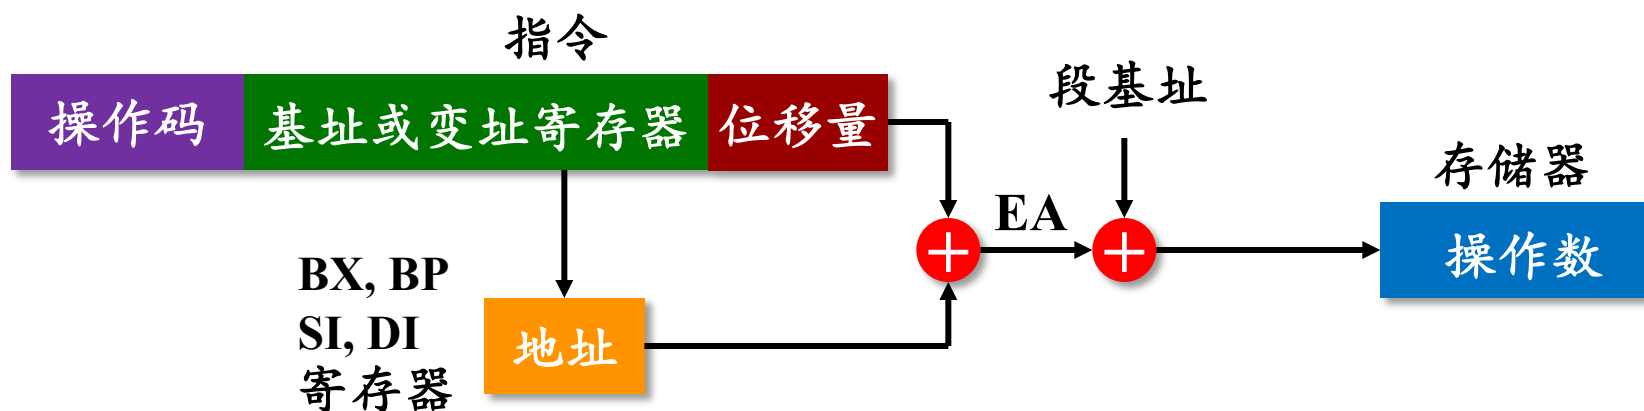 指令
操作码 基址或变址寄存器 位移量
段基址
存储器
EA
操作数
BX, BP
SI, DI
寄存器
地址